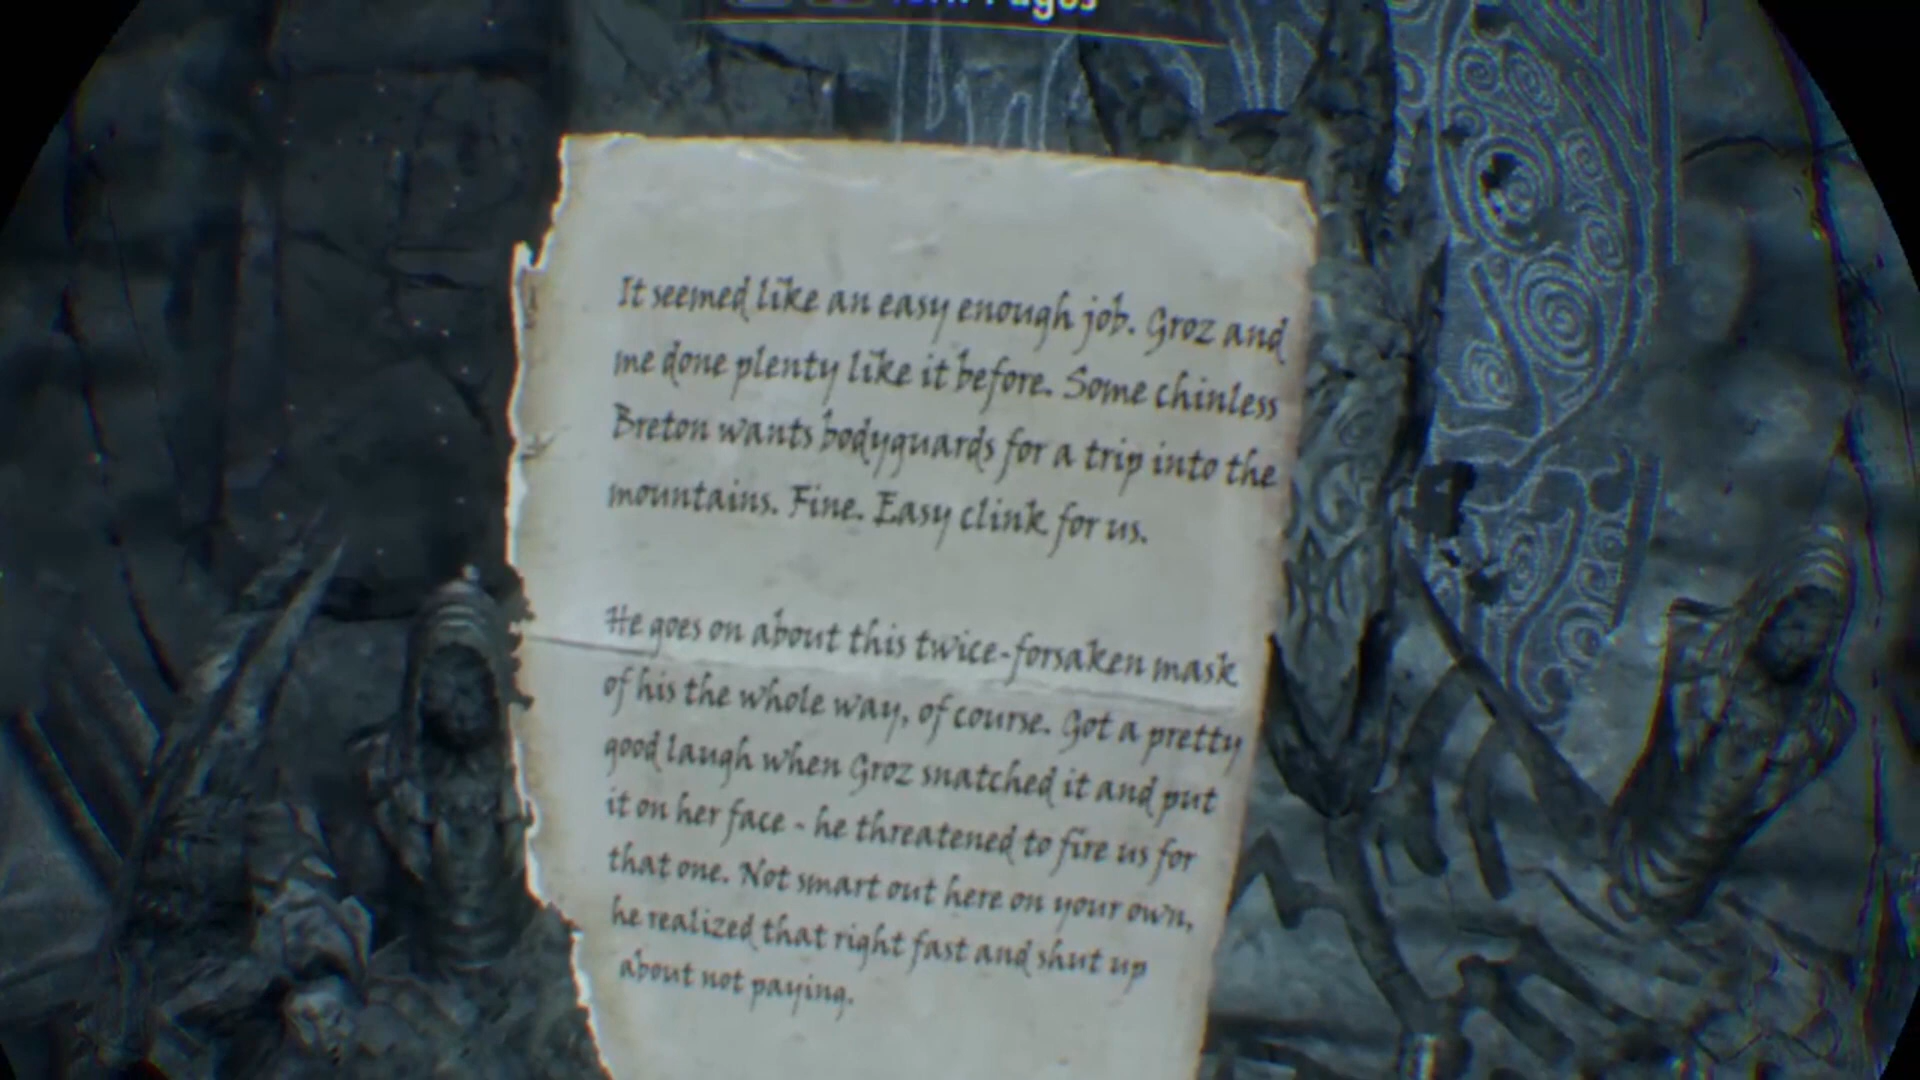 Pages
It seemed like an easy enough job. Groz and
me done plenty like it before. Some chinless
Breton wants bodyguards for a trip into the
mountains. Fine. Easy clink for us.
He goes on about this twice-forsaken mask
of his the whole way, of course. Got a pretty
good laugh when Groz snatched it and put
it on her face - he threatened to fire us for
that one. Not smart out here on your own,
he realized that right fast and shut up
about not paying.